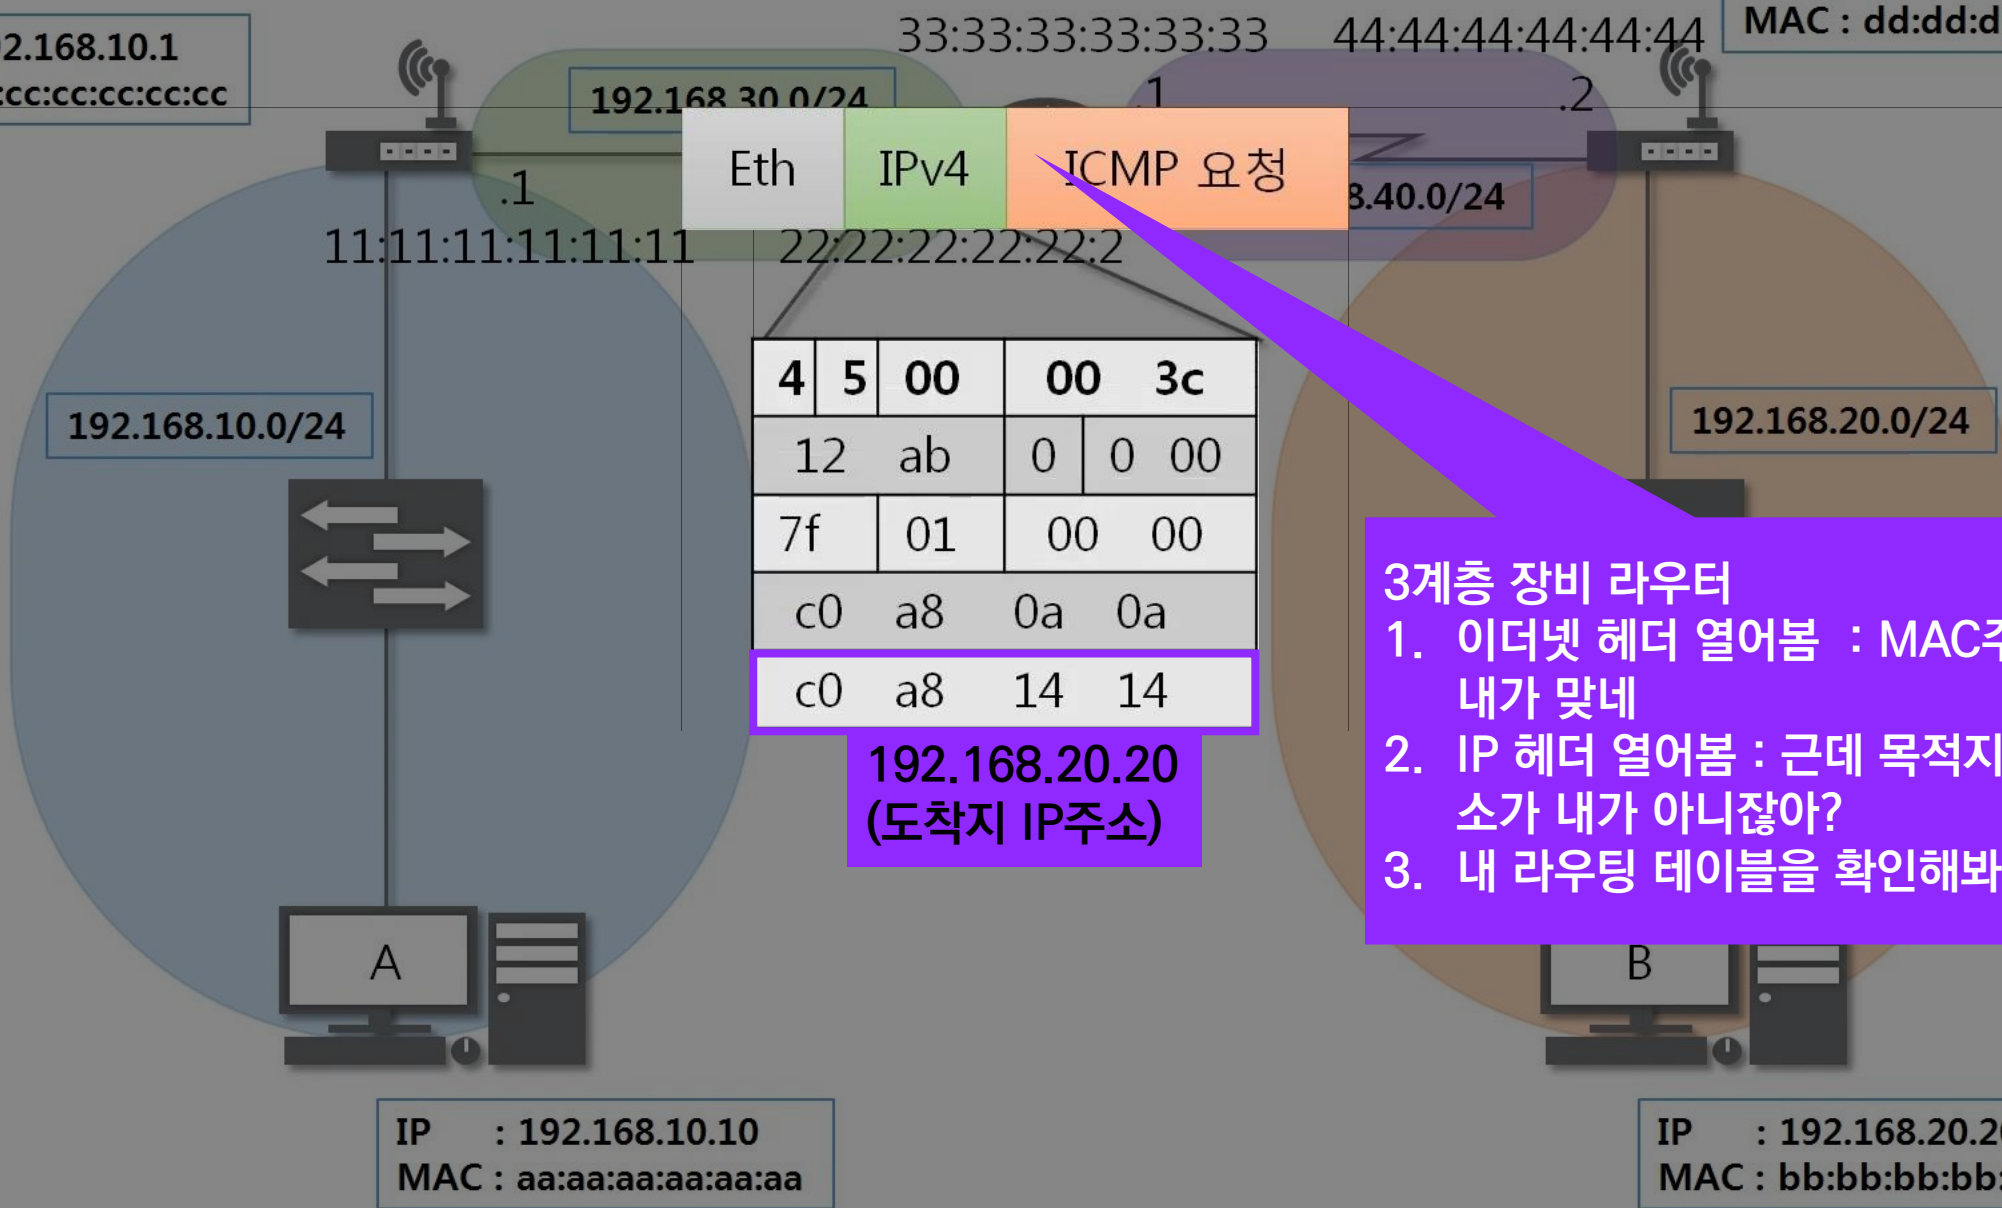 2.168.10.1
:cc:cc:cc:cc:cc
33:33:33:33:33:33
44:44:44:44:44:44
MAC : dd:dd:d
192.168.30.0/24
.1
.2
Eth IPv4 ICMP 요청
.1
8.40.0/24
11:11:11:11:11:11
22:22:22:22:22:2
4 5 00 00 3c
12 ab 0 0 00
7f 01 00 00
c0 a8 0a 0a
c0 a8 14 14
192.168.20.20
(도착지 IP주소)
192.168.10.0/24
192.168.20.0/24
3계층 장비 라우터
1. 이더넷 헤더 열어봄 : MAC주
내가 맞네
2. IP 헤더 열어봄 : 근데 목적지
소가 내가 아니잖아?
3. 내 라우팅 테이블을 확인해봐
A
B
IP : 192.168.10.10
MAC : aa:aa:aa:aa:aa:aa
IP : 192.168.20.20
MAC : bb:bb:bb:bb: